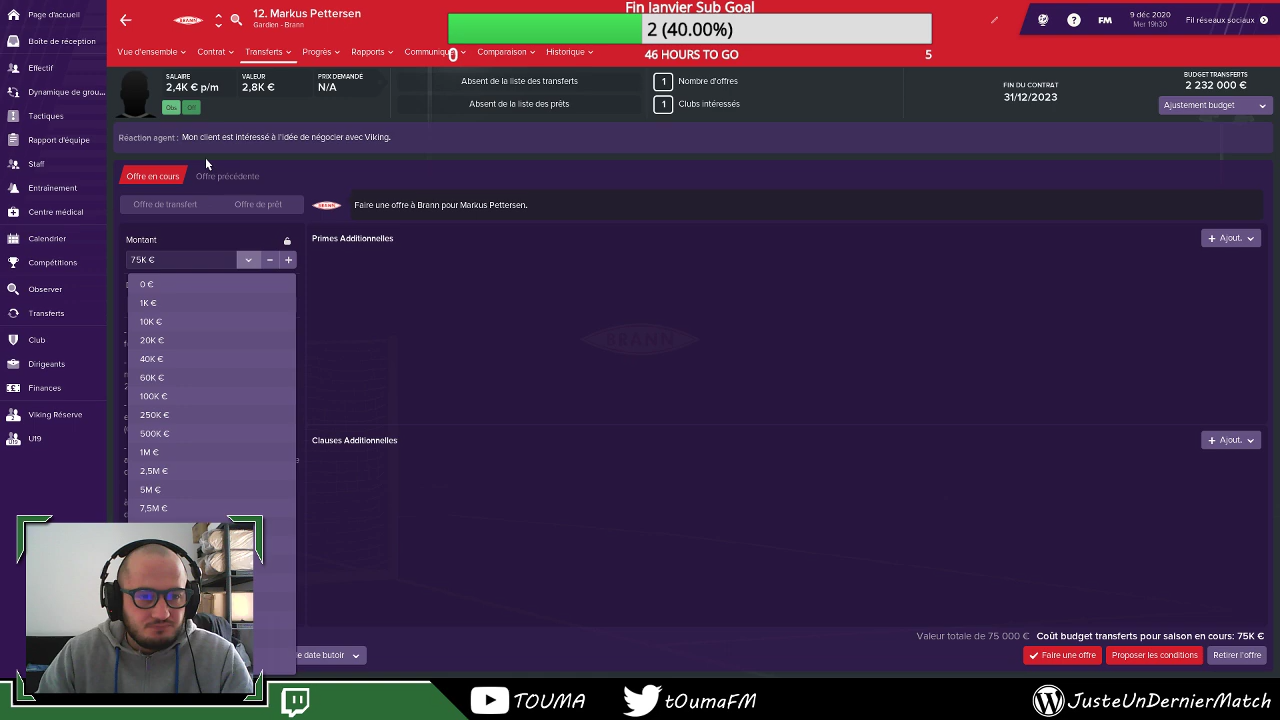 Fin Janvier Sub Goal
2 (40.00%)
0
46 HOURS TO GO
5
12. Markus Pettersen
Gardien - Brann
FM
9 déc 2020
Mer 19h30
Fil réseaux sociaux
Page d'accueil
Boîte de réception
Effectif
Dynamique de grou...
Tactiques
Rapport d'équipe
Staff
Entraînement
Centre médical
Calendrier
Compétitions
Observer
Transferts
Club
Dirigeants
Finances
Viking Réserve
U19
Vue d'ensemble
Contrat
Transferts
Progrès
Rapports
Communiqu
Comparaison
Historique
SALAIRE
2,4K € p/m
VALEUR
2,8K €
PRIX DEMANDÉ
N/A
Obs.
Off
Absent de la liste des transferts
Absent de la liste des prêts
1 Nombre d'offres
1 Clubs intéressés
FIN DU CONTRAT
31/12/2023
BUDGET TRANSFERTS
2 232 000 €
Ajustement budget
Réaction agent : Mon client est intéressé à l'idée de négocier avec Viking.
Offre en cours
Offre précédente
Offre de transfert
Offre de prêt
BRANN
Faire une offre à Brann pour Markus Pettersen.
Montant
75K €
0 €
1K €
10K €
20K €
40K €
60K €
100K €
250K €
500K €
1M €
2,5M €
5M €
7,5M €
Primes Additionnelles
+ Ajout.
BRANN
Clauses Additionnelles
+ Ajout.
Valeur totale de 75 000 € Coût budget transferts pour saison en cours: 75K €
e date butoir
Faire une offre
Proposer les conditions
Retirer l'offre
TOUMA
tOumaFM
JusteUnDernierMatch